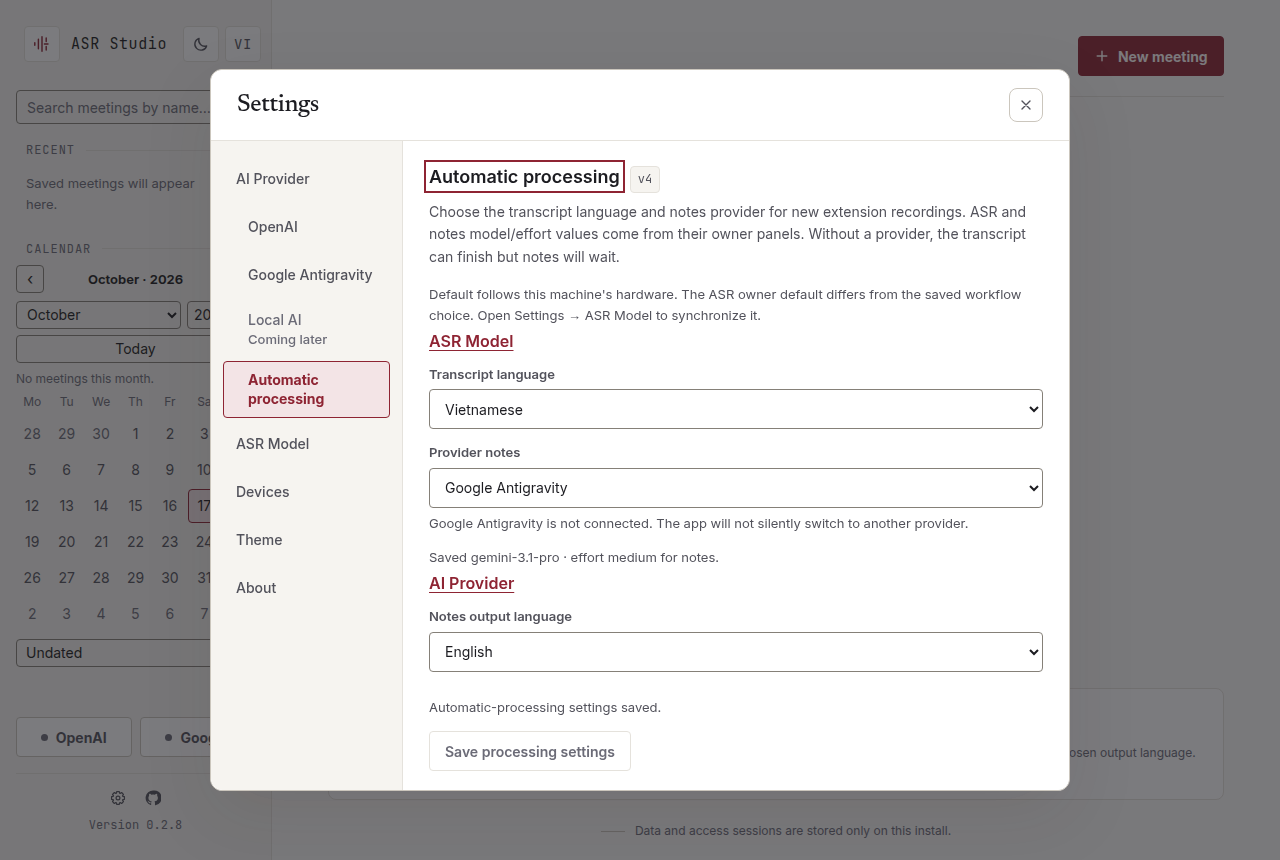 ASR Studio
VI
New meeting
Search meetings by name...
RECENT
Saved meetings will appear
here.
CALENDAR
October · 2026
October
20
Today
No meetings this month.
Mo Tu We Th Fr Sa
28 29 30 1 2 3
5 6 7 8 9 10
12 13 14 15 16 17
19 20 21 22 23 24
26 27 28 29 30 31
2 3 4 5 6 7
Undated
OpenAI
Version 0.2.8
Settings
AI Provider
OpenAI
Google Antigravity
Local AI
Coming later
Automatic
processing
ASR Model
Devices
Theme
About
Automatic processing v4
Choose the transcript language and notes provider for new extension recordings. ASR and
notes model/effort values come from their owner panels. Without a provider, the transcript
can finish but notes will wait.
Default follows this machine's hardware. The ASR owner default differs from the saved workflow
choice. Open Settings → ASR Model to synchronize it.
ASR Model
Transcript language
Vietnamese
Provider notes
Google Antigravity
Google Antigravity is not connected. The app will not silently switch to another provider.
Saved gemini-3.1-pro · effort medium for notes.
AI Provider
Notes output language
English
Automatic-processing settings saved.
Save processing settings
output language.
Data and access sessions are stored only on this install.